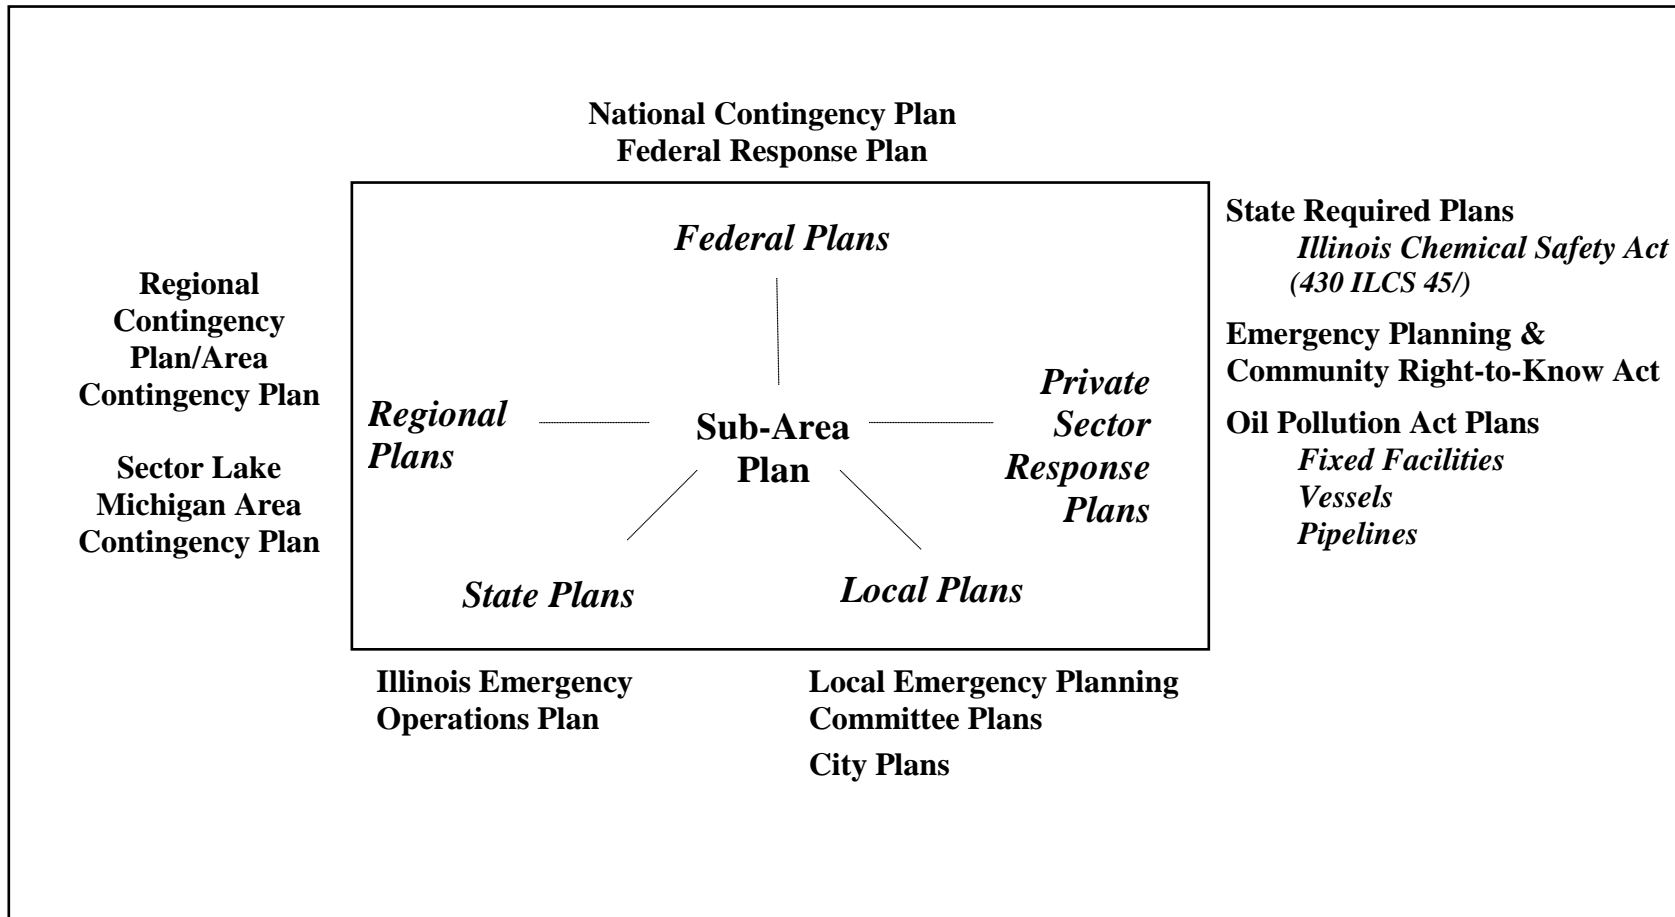 National Contingency Plan
Federal Response Plan
Federal Plans
State Required Plans
Illinois Chemical Safety Act
(430 ILCS 45/)
Emergency Planning &
Community Right-to-Know Act
Oil Pollution Act Plans
Fixed Facilities
Vessels
Pipelines
Regional
Contingency
Plan/Area
Contingency Plan
Sector Lake
Michigan Area
Contingency Plan
Regional
Plans
Sub-Area
Plan
Private
Sector
Response
Plans
State Plans
Local Plans
Illinois Emergency
Operations Plan
Local Emergency Planning
Committee Plans
City Plans